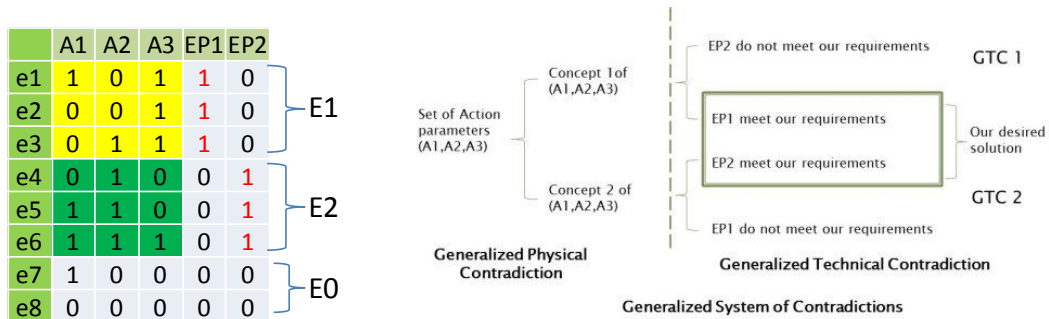 A1 A2 A3 EP1 EP2
e1 1 0 1 1 0
e2 0 0 1 1 0
e3 0 1 1 1 0
e4 0 1 0 0 1
e5 1 1 0 0 1
e6 1 1 1 0 1
e7 1 0 0 0 0
e8 0 0 0 0 0
E1
E2
E0
Set of Action
parameters
(A1,A2,A3)
Concept 1of
(A1,A2,A3)
Concept 2 of
(A1,A2,A3)
Generalized Physical
Contradiction
EP2 do not meet our requirements
GTC 1
EP1 meet our requirements
EP2 meet our requirements
Our desired
solution
GTC 2
EP1 do not meet our requirements
Generalized Technical Contradiction
Generalized System of Contradictions